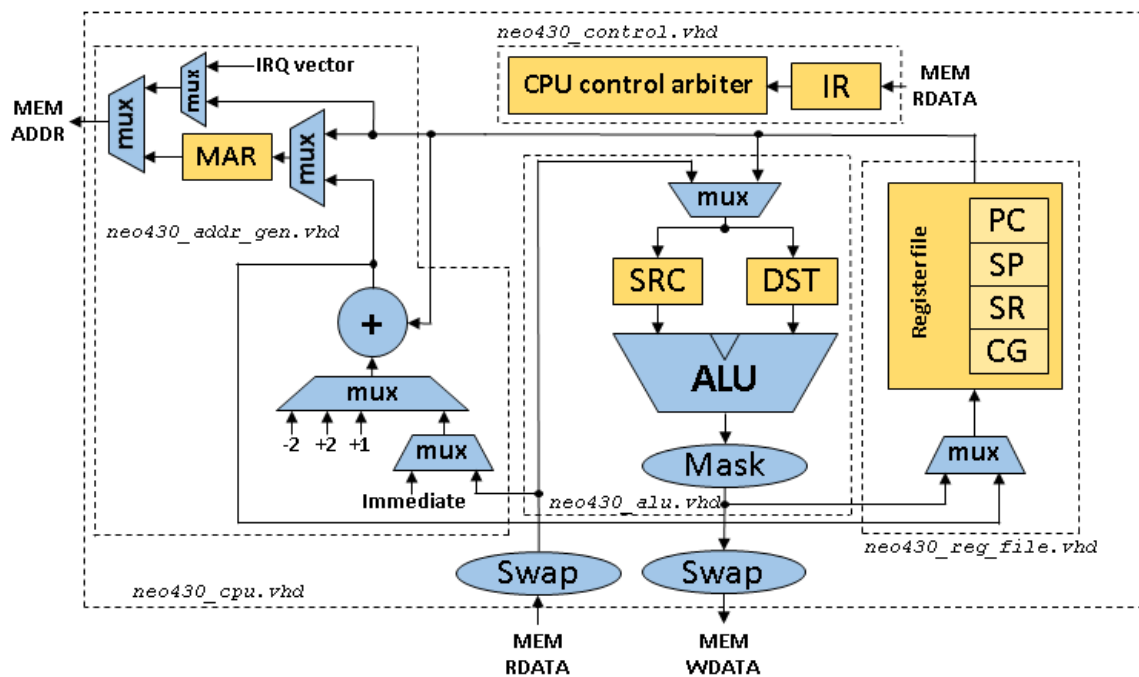 neo430_control.vhd
IRQ vector
mux
CPU control arbiter
IR
MEM
RDATA
MEM
ADDR
mux
MAR
mux
neo430_addr_gen.vhd
mux
SRC
DST
ALU
Mask
neo430_alu.vhd
Registerfile
PC
SP
SR
CG
mux
neo430_reg_file.vhd
+
mux
-2
+2
+1
mux
Immediate
neo430_cpu.vhd
Swap
Swap
MEM
RDATA
MEM
WDATA